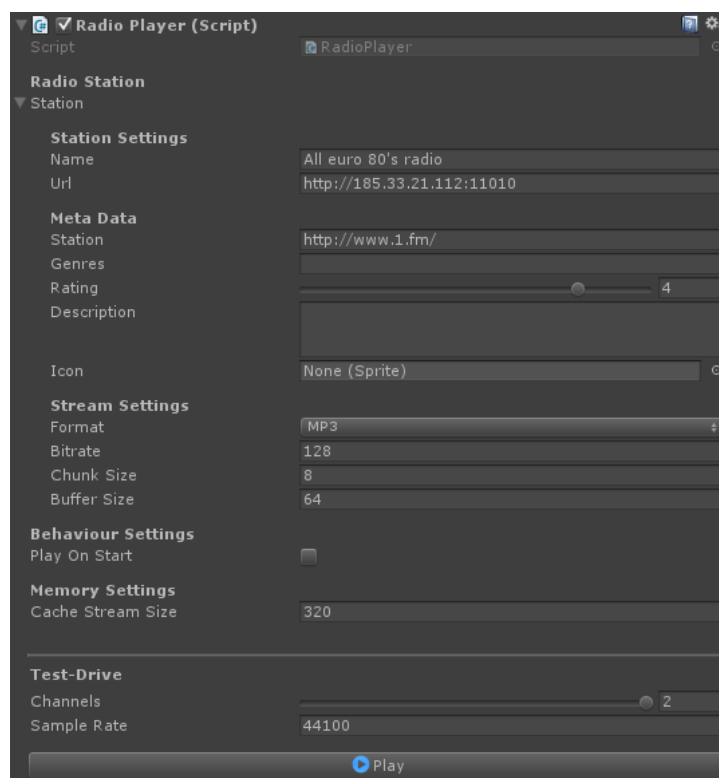 Radio Player (Script)
Script RadioPlayer
Radio Station
Station
Station Settings
Name All euro 80's radio
Url http://185.33.21.112:11010
Meta Data
Station http://www.1.fm/
Genres
Rating 4
Description
Icon None (Sprite)
Stream Settings
Format MP3
Bitrate 128
Chunk Size 8
Buffer Size 64
Behaviour Settings
Play On Start
Memory Settings
Cache Stream Size 320
Test-Drive
Channels 2
Sample Rate 44100
Play